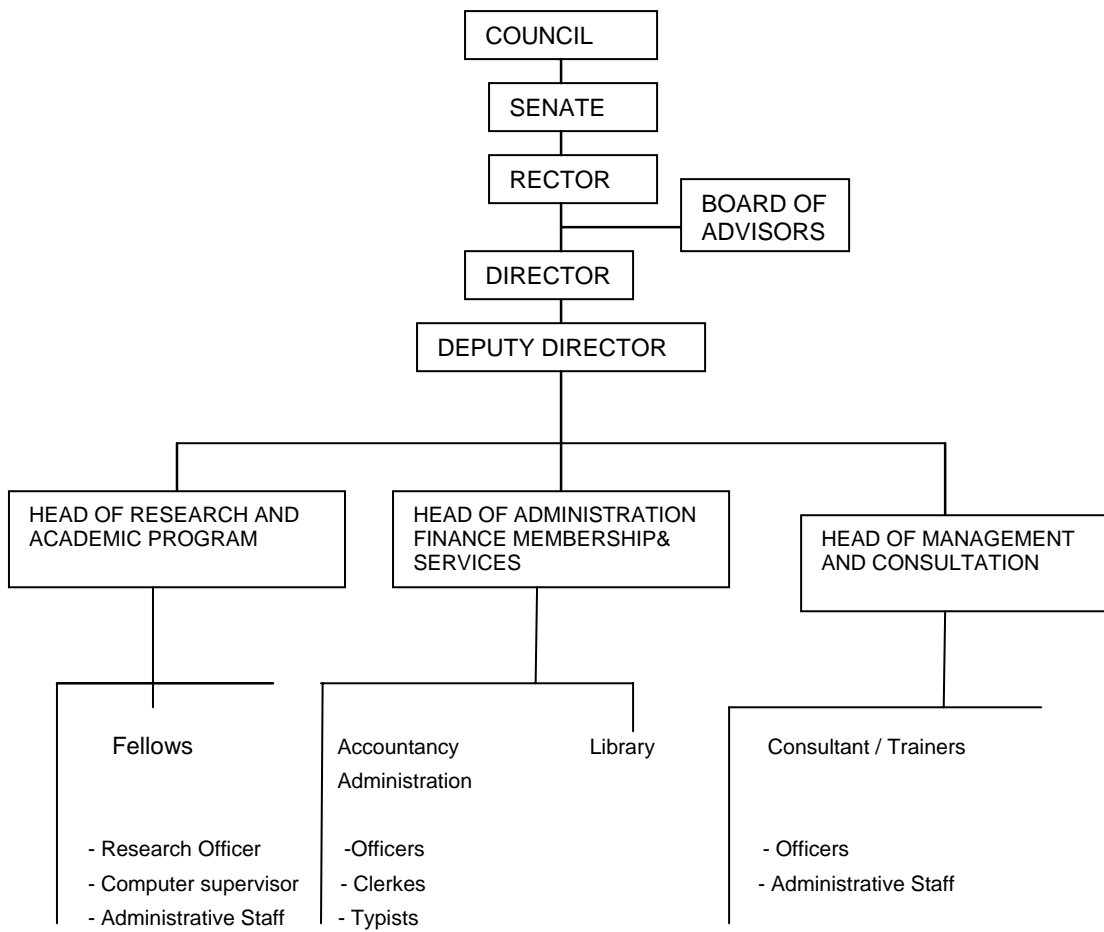 COUNCIL
SENATE
RECTOR
BOARD OF
ADVISORS
DIRECTOR
DEPUTY DIRECTOR
HEAD OF RESEARCH AND
ACADEMIC PROGRAM
HEAD OF ADMINISTRATION
FINANCE MEMBERSHIP&
SERVICES
HEAD OF MANAGEMENT
AND CONSULTATION
Fellows
- Research Officer
- Computer supervisor
- Administrative Staff
Accountancy
Administration
-Officers
- Clerkes
- Typists
Library
Consultant / Trainers
- Officers
- Administrative Staff